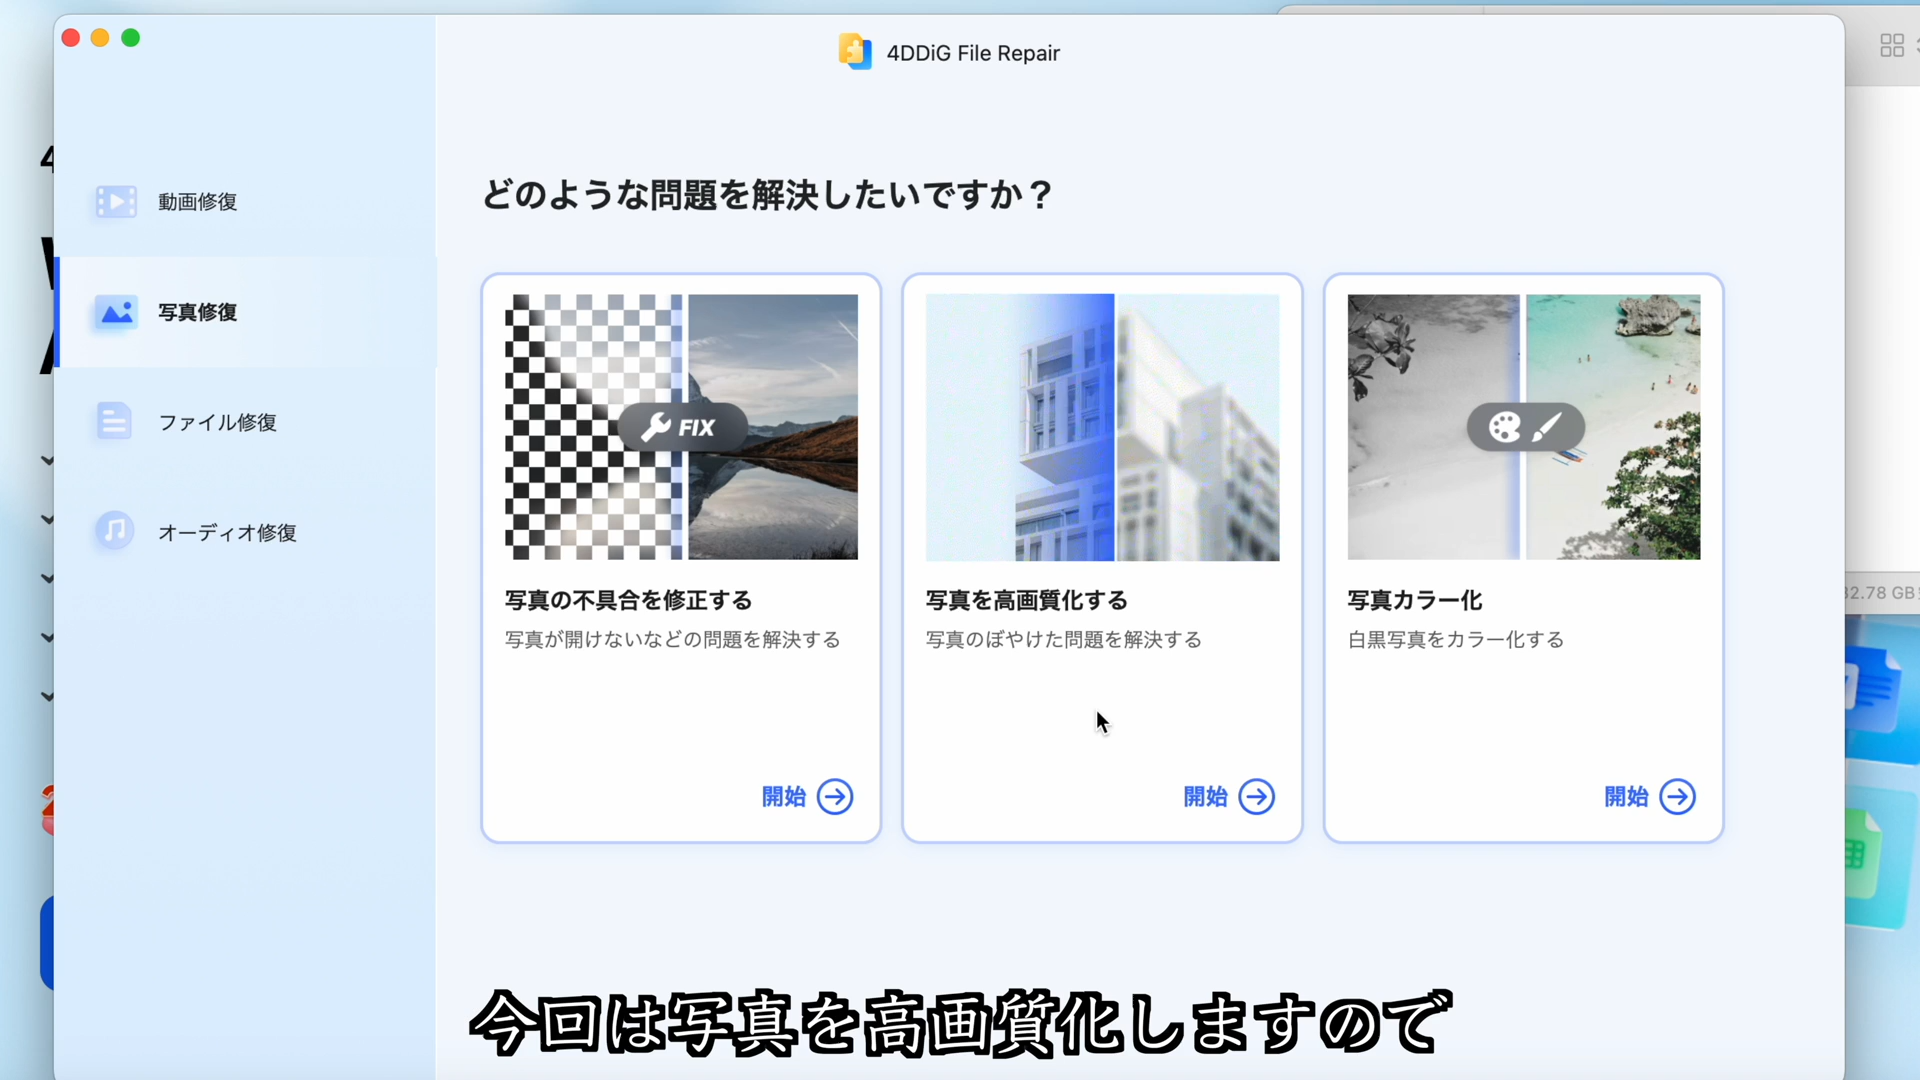 4DDiG File Repair
動画修復
写真修復
ファイル修復
オーディオ修復
どのような問題を解決したいですか？
FIX
写真の不具合を修正する
写真が開けないなどの問題を解決する
開始
写真を高画質化する
写真のぼやけた問題を解決する
開始
写真カラー化
白黒写真をカラー化する
開始
今回は写真を高画質化しますので